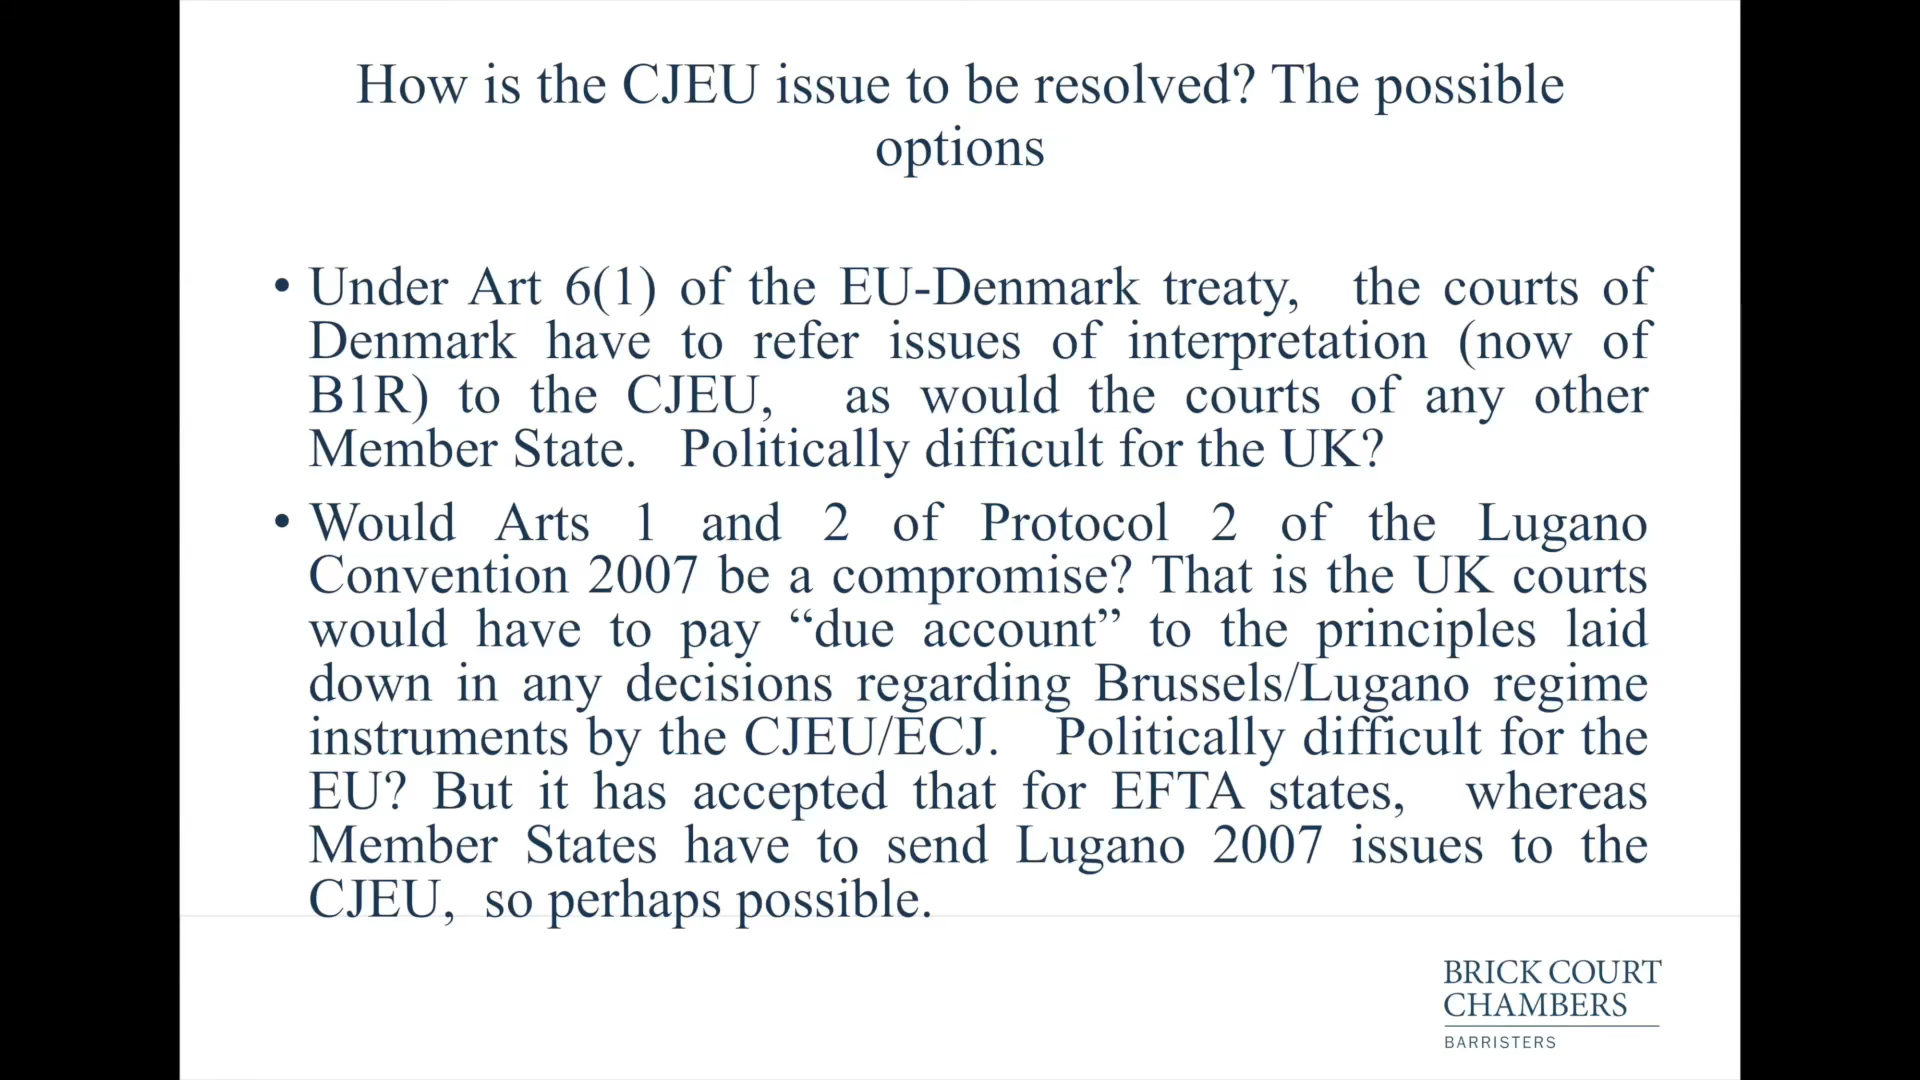 How is the CJEU issue to be resolved? The possible
options
• Under Art 6(1) of the EU-Denmark treaty, the courts of
Denmark have to refer issues of interpretation (now of
B1R) to the CJEU, as would the courts of any other
Member State. Politically difficult for the UK?
• Would Arts 1 and 2 of Protocol 2 of the Lugano
Convention 2007 be a compromise? That is the UK courts
would have to pay “due account” to the principles laid
down in any decisions regarding Brussels/Lugano regime
instruments by the CJEU/ECJ. Politically difficult for the
EU? But it has accepted that for EFTA states, whereas
Member States have to send Lugano 2007 issues to the
CJEU, so perhaps possible.
BRICK COURT
CHAMBERS
BARRISTERS